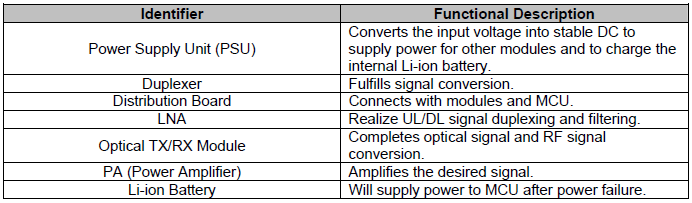 Identifier Functional Description
Power Supply Unit (PSU) Converts the input voltage into stable DC to
supply power for other modules and to charge the
internal Li-ion battery.
Duplexer Fulfills signal conversion.
Distribution Board Connects with modules and MCU.
LNA Realize UL/DL signal duplexing and filtering.
Optical TX/RX Module Completes optical signal and RF signal
conversion.
PA (Power Amplifier) Amplifies the desired signal.
Li-ion Battery Will supply power to MCU after power failure.